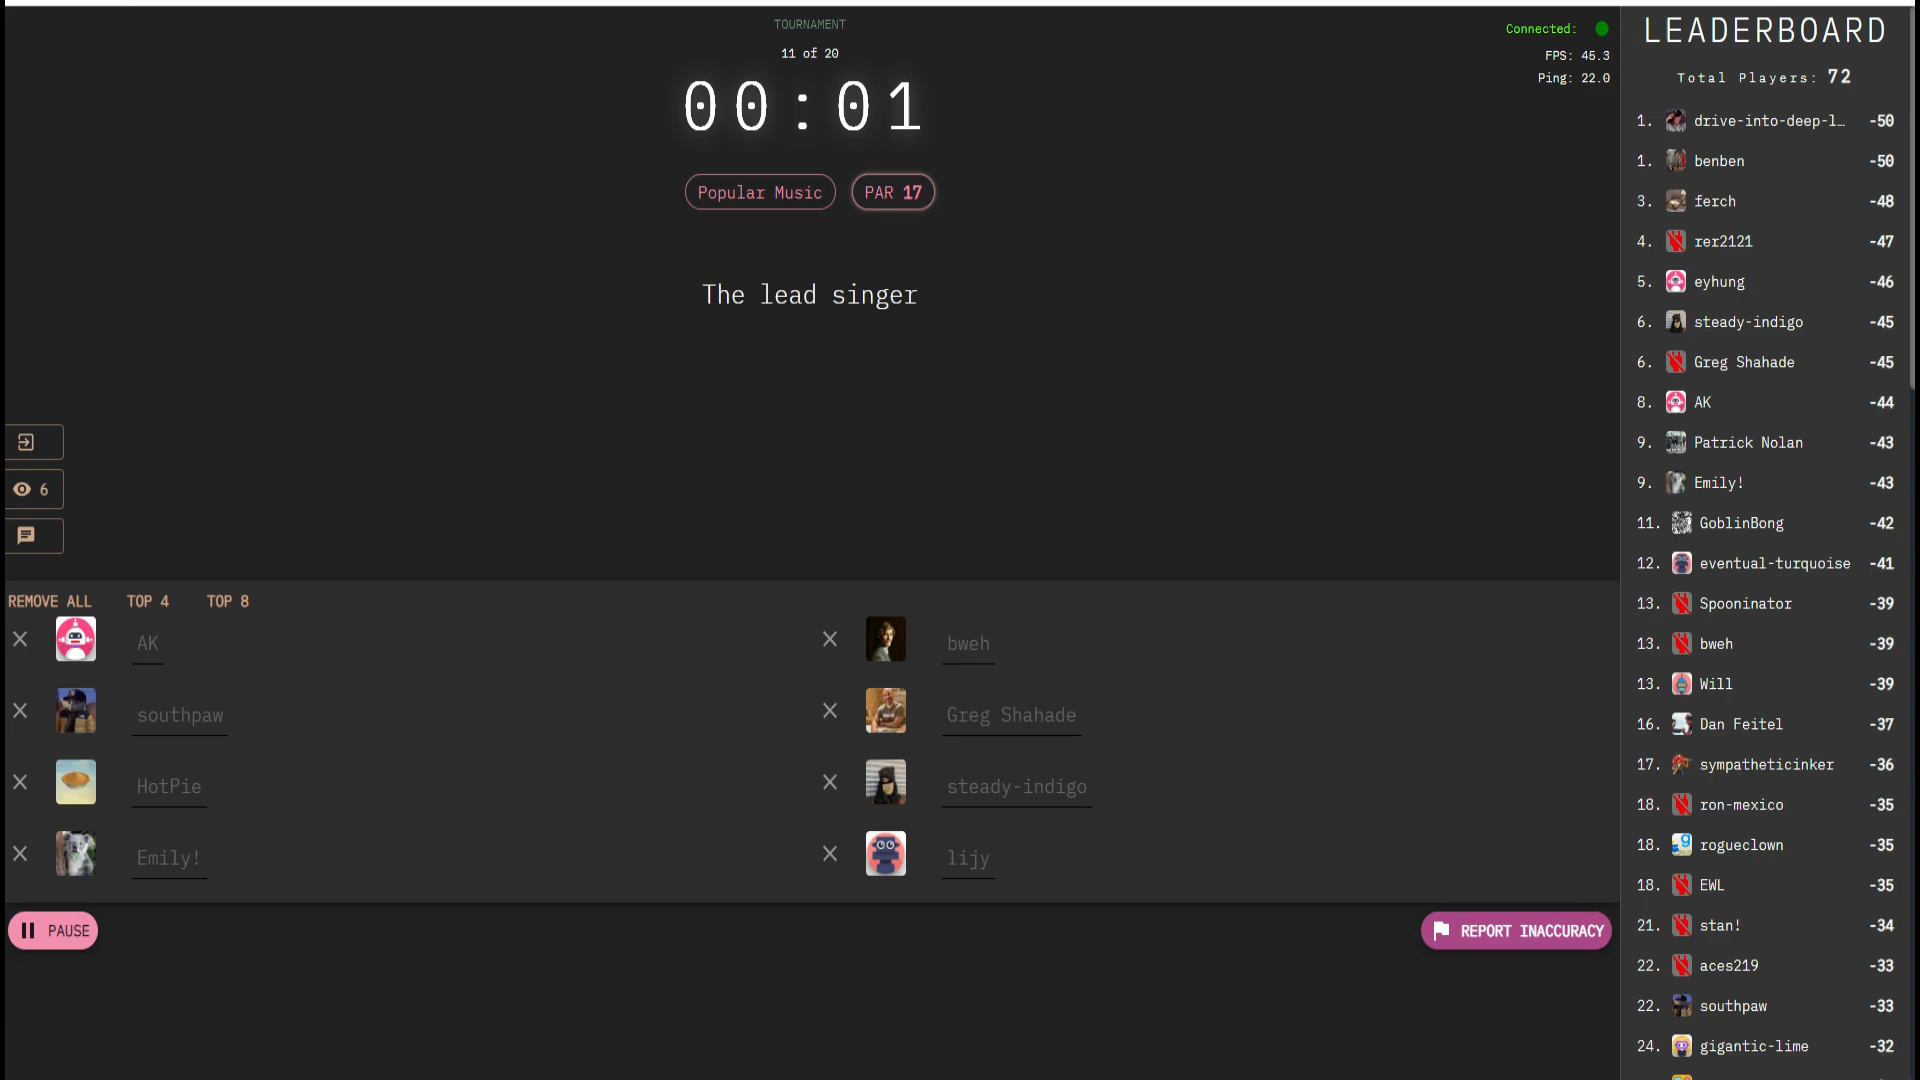 TOURNAMENT
11 of 20
00:01
Popular Music
PAR 17
The lead singer
Connected:
FPS: 45.3
Ping: 22.0
6
REMOVE ALL TOP 4 TOP 8
AK
bweh
southpaw
Greg Shahade
HotPie
steady-indigo
Emily!
lijy
PAUSE
REPORT INACCURACY
LEADERBOARD
Total Players: 72
1. drive-into-deep-l… -50
1. benben -50
3. ferch -48
4. rer2121 -47
5. eyhung -46
6. steady-indigo -45
6. Greg Shahade -45
8. AK -44
9. Patrick Nolan -43
9. Emily! -43
11. GoblinBong -42
12. eventual-turquoise -41
13. Spooninator -39
13. bweh -39
13. Will -39
16. Dan Feitel -37
17. sympatheticinker -36
18. ron-mexico -35
18. rogueclown -35
18. EWL -35
21. stan! -34
22. aces219 -33
22. southpaw -33
24. gigantic-lime -32